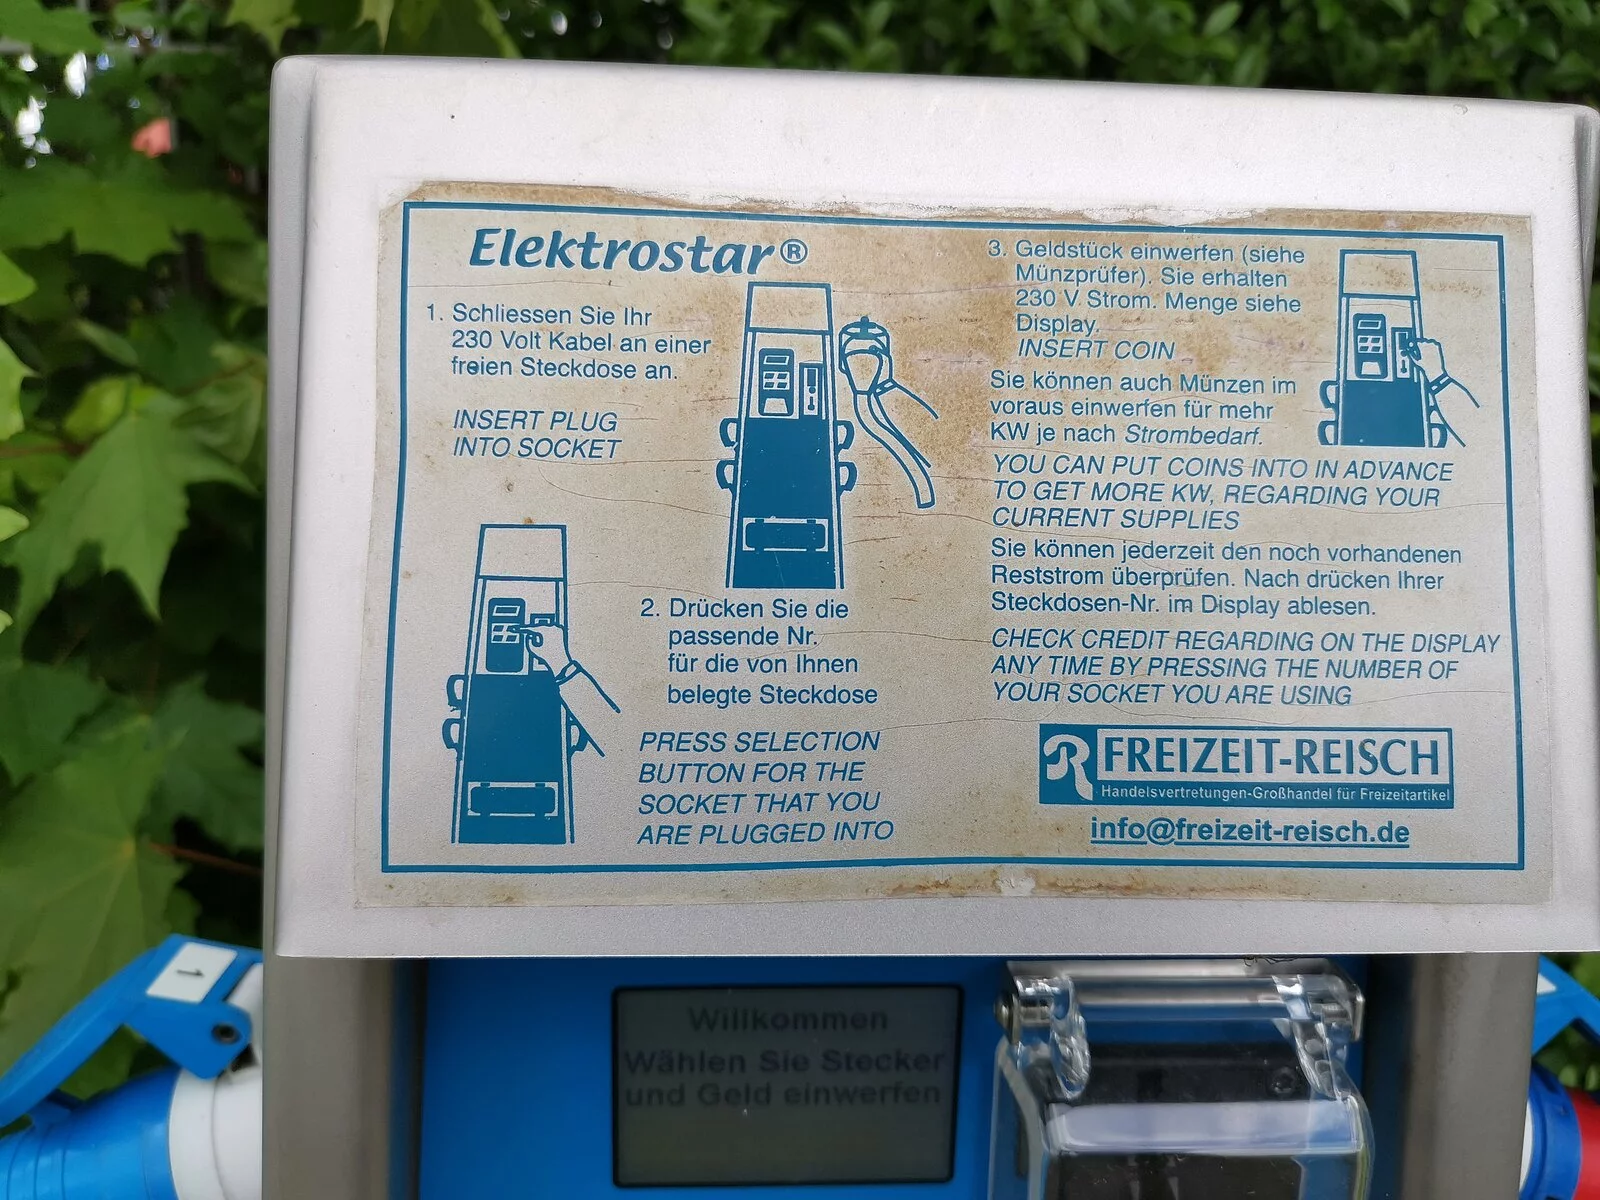 Elektrostar®
1. Schliessen Sie Ihr
230 Volt Kabel an einer
freien Steckdose an.
INSERT PLUG
INTO SOCKET
2. Drücken Sie die
passende Nr.
für die von Ihnen
belegte Steckdose
PRESS SELECTION
BUTTON FOR THE
SOCKET THAT YOU
ARE PLUGGED INTO
3. Geldstück einwerfen (siehe
Münzprüfer). Sie erhalten
230 V. Strom. Menge siehe
Display.
INSERT COIN
Sie können auch Münzen im
voraus einwerfen für mehr
KW je nach Strombedarf.
YOU CAN PUT COINS INTO IN ADVANCE
TO GET MORE KW, REGARDING YOUR
CURRENT SUPPLIES
Sie können jederzeit den noch vorhandenen
Reststrom überprüfen. Nach drücken Ihrer
Steckdosen-Nr. im Display ablesen.
CHECK CREDIT REGARDING ON THE DISPLAY
ANY TIME BY PRESSING THE NUMBER OF
YOUR SOCKET YOU ARE USING
R FREIZEIT-REISCH
Handelsvertretungen-Großhandel für Freizeitartikel
info@freizeit-reisch.de
1
Willkommen
Wählen Sie Stecker
und Geld einwerfen